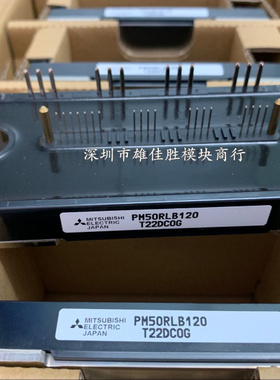 深圳市雄佳胜模块商行
MITSUBISHI
ELECTRIC
JAPAN
PM50RLB120
T22DC0G
MITSUBISHI
ELECTRIC
JAPAN
PM50RLB120
T22DC0G